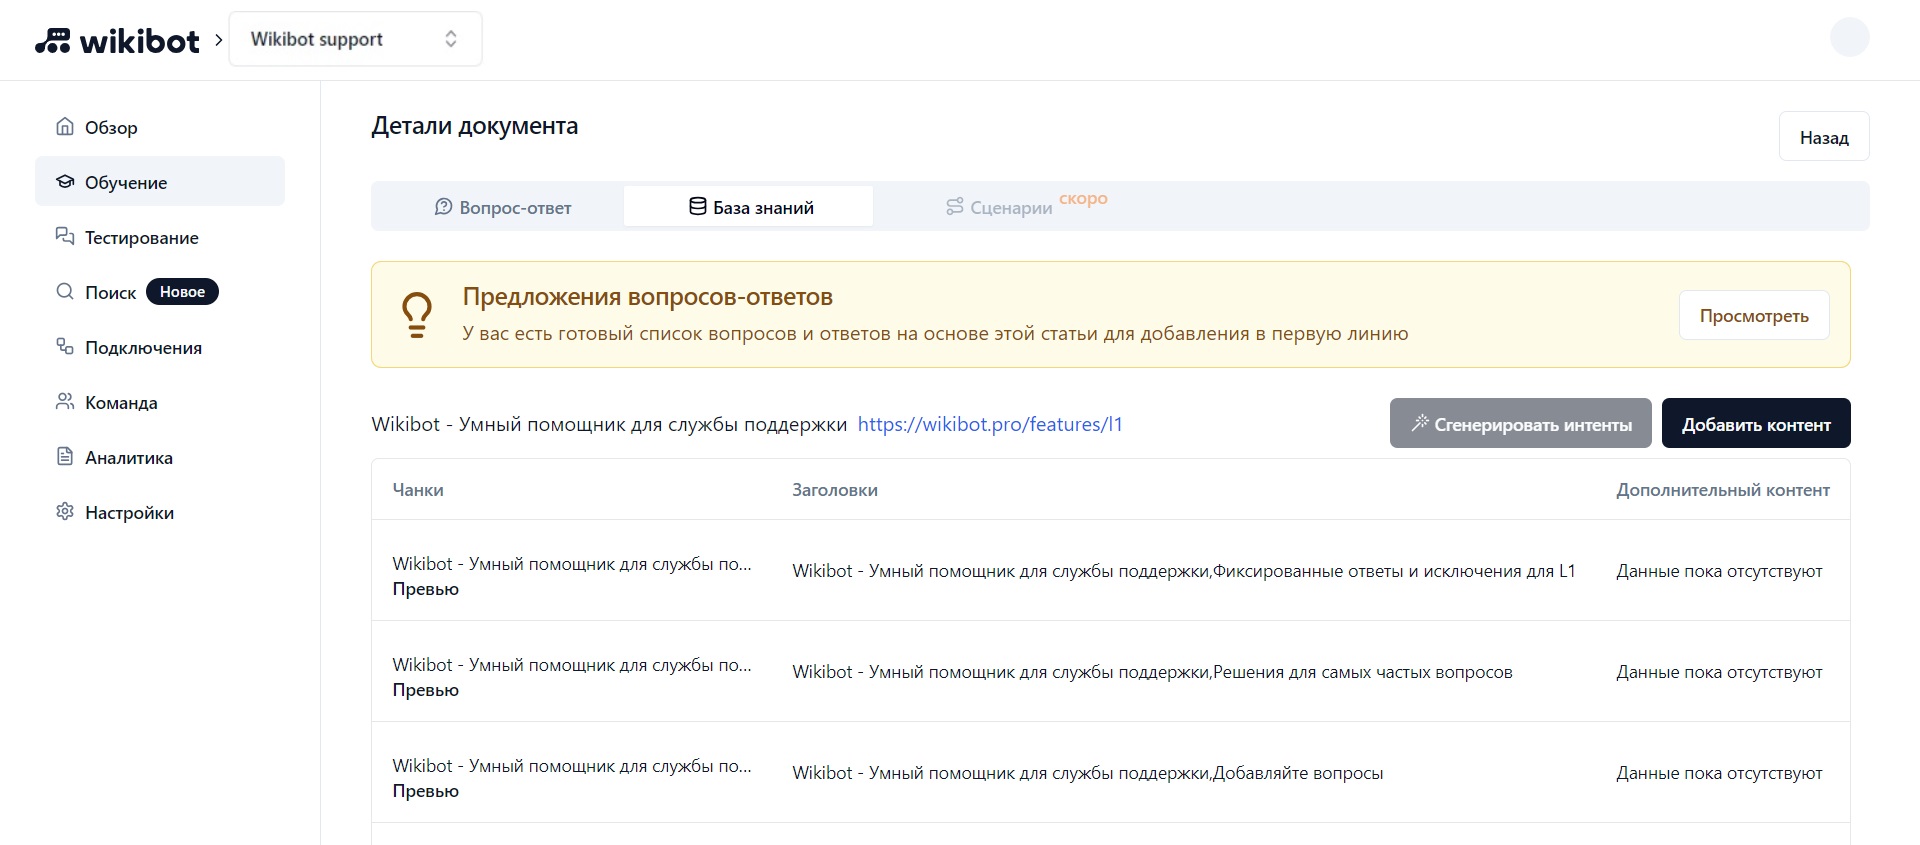 wikibot
Wikibot support
Обзор
Обучение
Тестирование
Поиск Новое
Подключения
Команда
Аналитика
Настройки
Детали документа
Назад
Вопрос-ответ
База знаний
Сценарии скоро
Предложения вопросов-ответов
У вас есть готовый список вопросов и ответов на основе этой статьи для добавления в первую линию
Просмотреть
Wikibot - Умный помощник для службы поддержки https://wikibot.pro/features/l1
Сгенерировать интенты
Добавить контент
Чанки Заголовки Дополнительный контент
Wikibot - Умный помощник для службы по...
Превью
Wikibot - Умный помощник для службы поддержки,Фиксированные ответы и исключения для L1
Данные пока отсутствуют
Wikibot - Умный помощник для службы по...
Превью
Wikibot - Умный помощник для службы поддержки,Решения для самых частых вопросов
Данные пока отсутствуют
Wikibot - Умный помощник для службы по...
Превью
Wikibot - Умный помощник для службы поддержки,Добавляйте вопросы
Данные пока отсутствуют